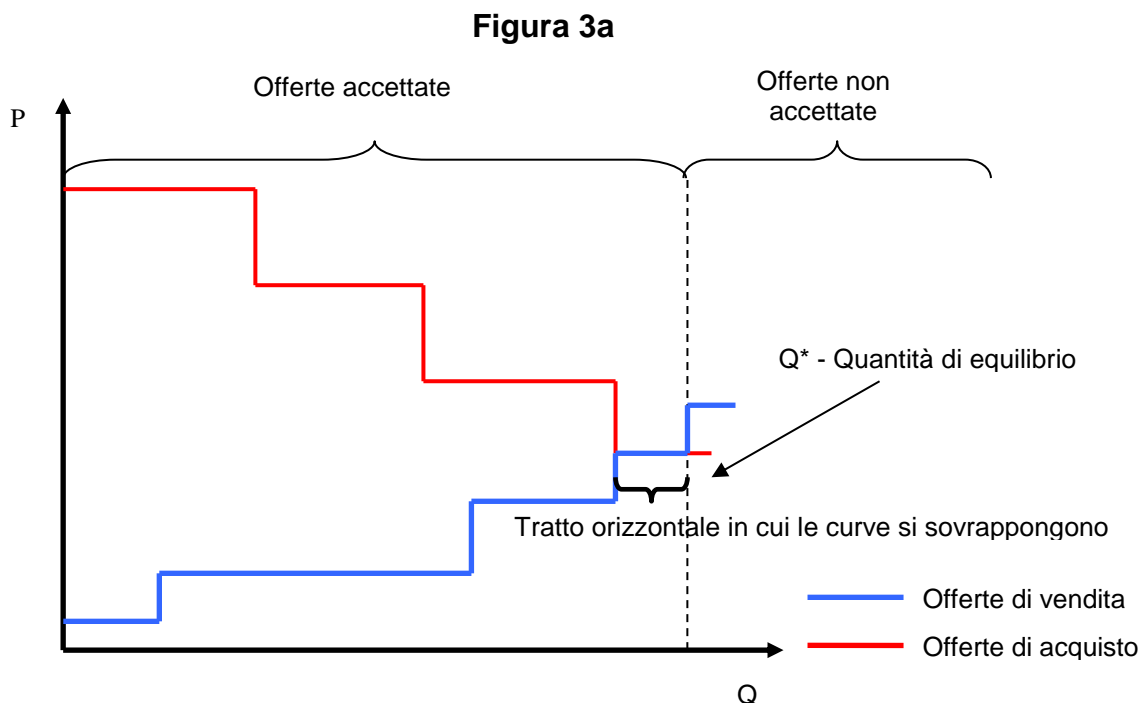 Figura 3a
Offerte accettate
Offerte non
accettate
P
Q* - Quantità di equilibrio
Tratto orizzontale in cui le curve si sovrappongono
Offerte di vendita
Offerte di acquisto
Q